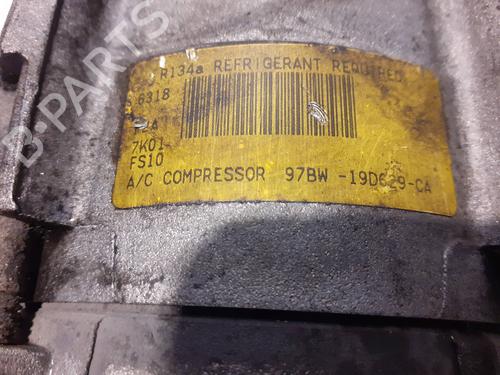 R134a REFRIGERANT REQUIRED
6318
7K01-
FS10
A/C COMPRESSOR 97BW -19D629-CA
B-PARTS